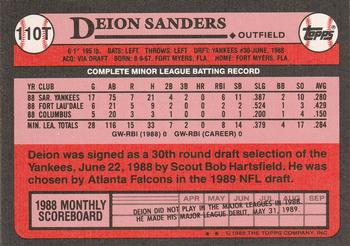 110T
DEION SANDERS
OUTFIELD
Topps
6'1" 195 lb. BATS: LEFT THROWS: LEFT DRFT: YANKEES #30-JUNE, 1988
ACQ: VIA DRAFT BORN: 8-9-67, FORT MYERS, FLA. HOME: FORT MYERS, FLA.
COMPLETE MINOR LEAGUE BATTING RECORD
YR CLUB G AB R H 2B 3B HR RBI SB SLG BB SO AVG
88 SAR. YANKEES 17 75 7 21 4 2 0 6 11 .387 2 10 .280
88 FORT LAU'DALE 6 21 5 9 2 0 0 2 2 .524 1 3 .429
88 COLUMBUS 5 20 3 3 1 0 0 0 1 .200 1 4 .150
MIN. LEA. TOTALS 28 116 15 33 7 2 0 8 14 .379 4 17 .284
GW-RBI (1988) 0 GW-RBI (CAREER) 0
Deion was signed as a 30th round draft selection of the
Yankees, June 22, 1988 by Scout Bob Hartsfield. He was
chosen by Atlanta Falcons in the 1989 NFL draft.
1988 MONTHLY
SCOREBOARD
APR MAY JUN JUL AUG SEP
DEION DID NOT PLAY IN THE MAJOR LEAGUES IN 1988.
HE MADE HIS MAJOR LEAGUE DEBUT, MAY 31, 1989.
© 1989 THE TOPPS COMPANY, INC.